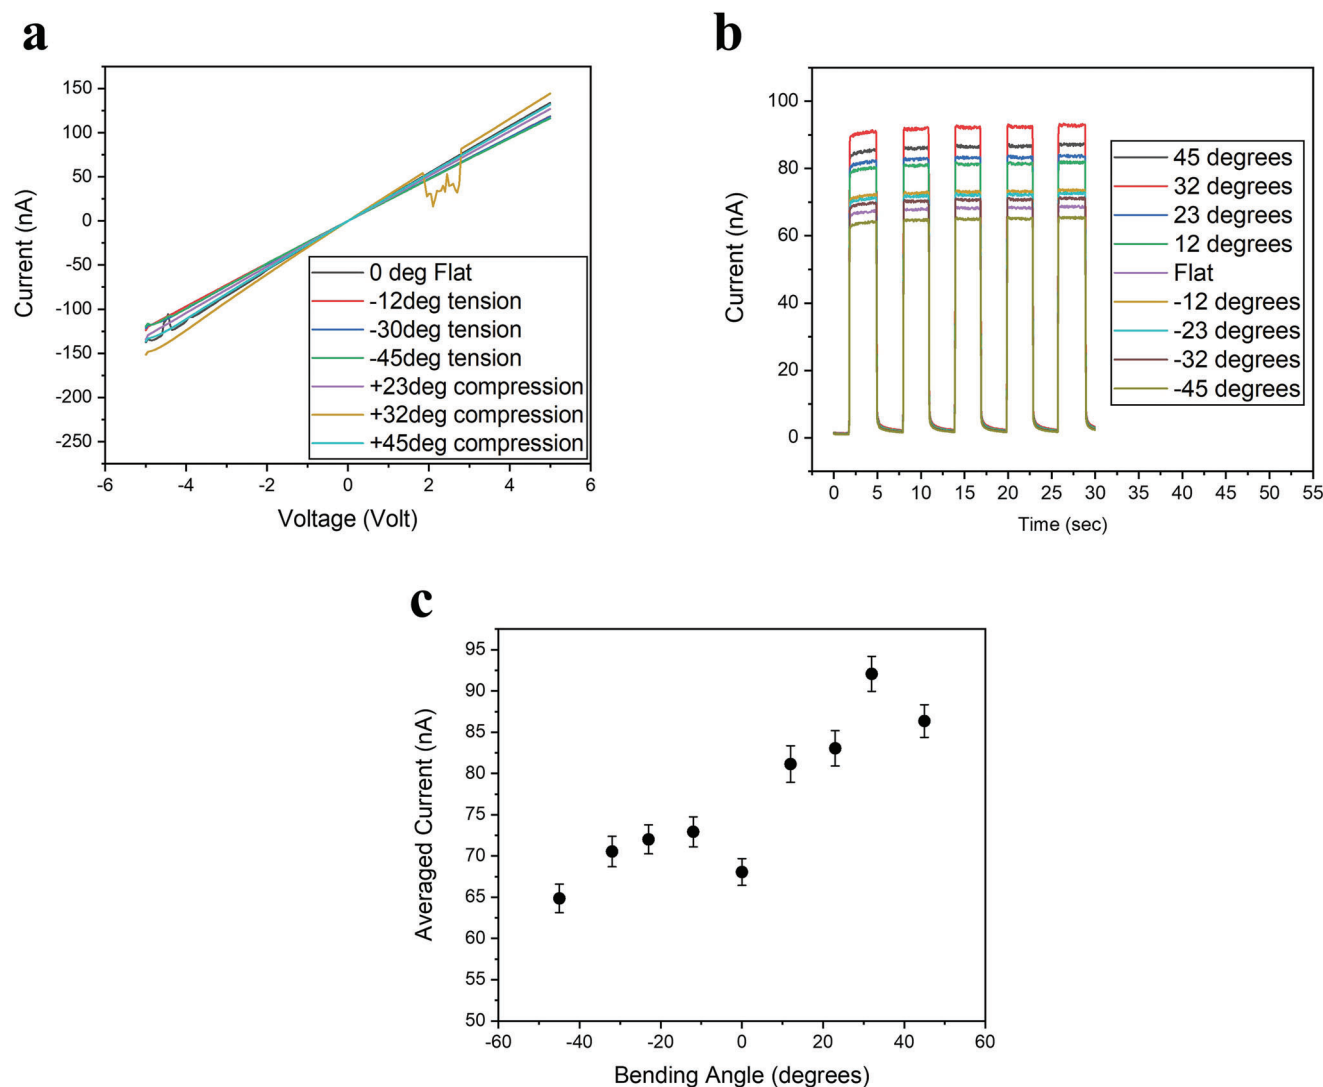 a
150
100
50
0
-50
-100
-150
-200
-250
-6
-4
-2
0
2
4
6
Current (nA)
Voltage (Volt)
0 deg Flat
-12deg tension
-30deg tension
-45deg tension
+23deg compression
+32deg compression
+45deg compression
b
100
80
60
40
20
0
0
5
10
15
20
25
30
35
40
45
50
55
Current (nA)
Time (sec)
45 degrees
32 degrees
23 degrees
12 degrees
Flat
-12 degrees
-23 degrees
-32 degrees
-45 degrees
c
95
90
85
80
75
70
65
60
55
50
-60
-40
-20
0
20
40
60
Averaged Current (nA)
Bending Angle (degrees)